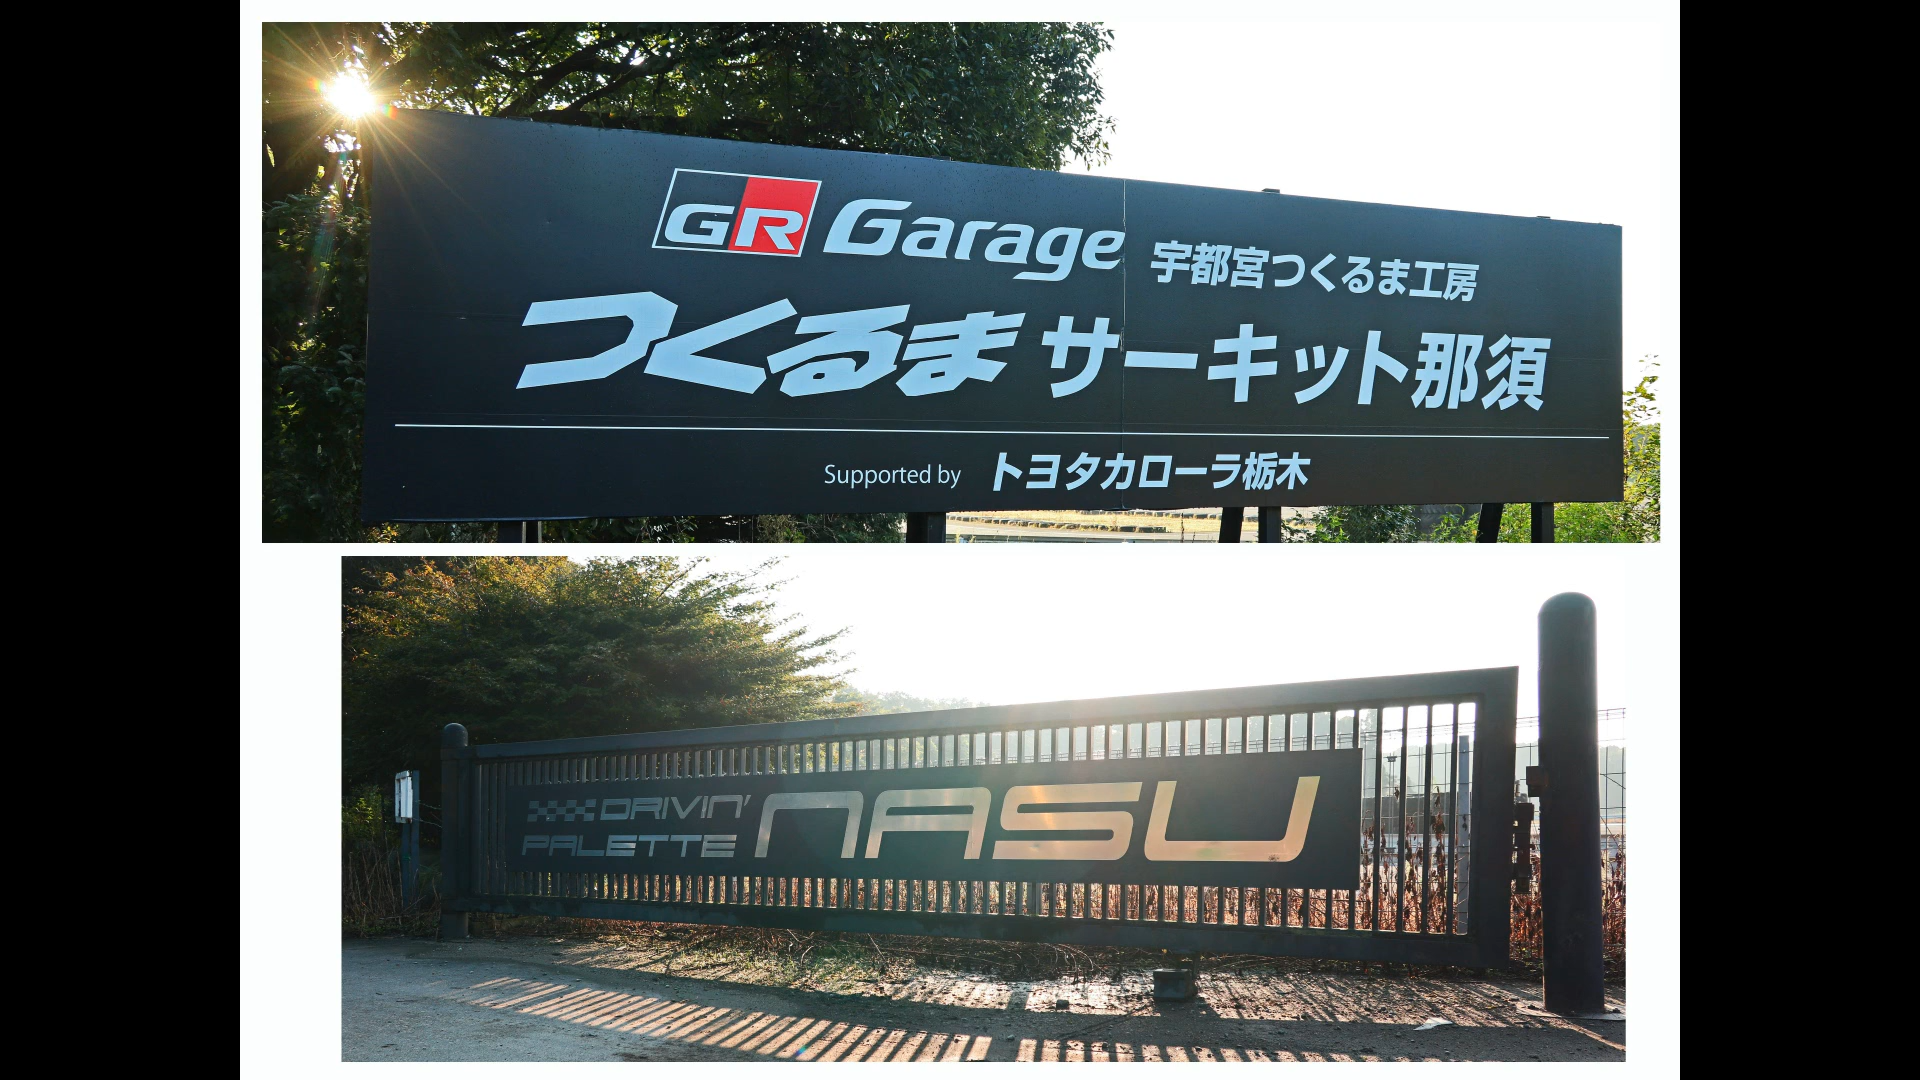 GR Garage 宇都宮つくるま工房
つくるまサーキット那須
Supported by トヨタカローラ栃木
DRIVIN'
PALETTE NASU